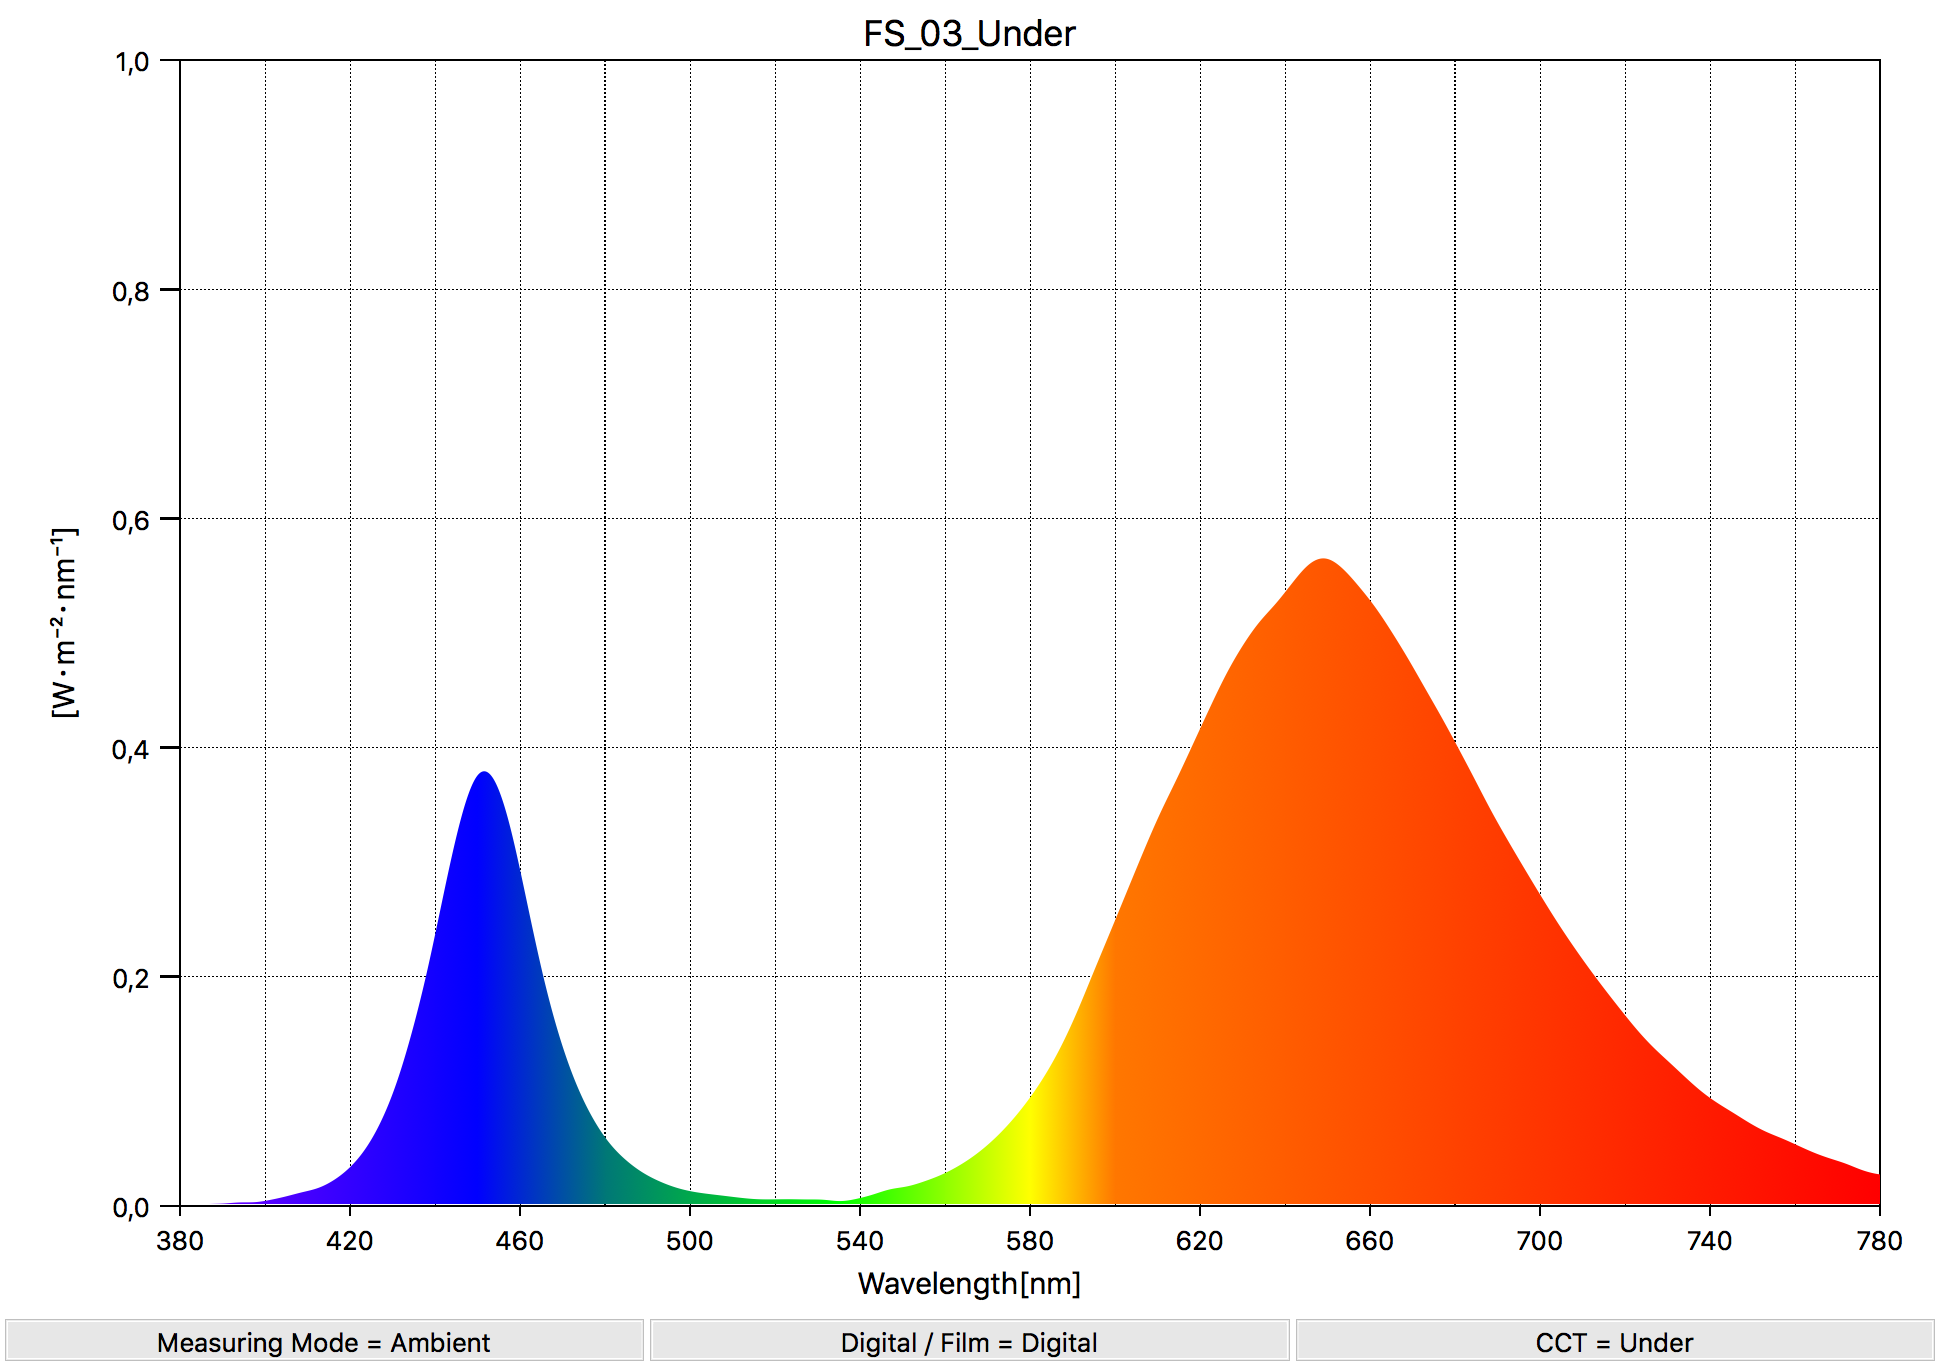 FS_03_Under
1,0
0,8
0,6
0,4
0,2
0,0
[W·m⁻²·nm⁻¹]
380 420 460 500 540 580 620 660 700 740 780
Wavelength[nm]
Measuring Mode = Ambient
Digital / Film = Digital
CCT = Under